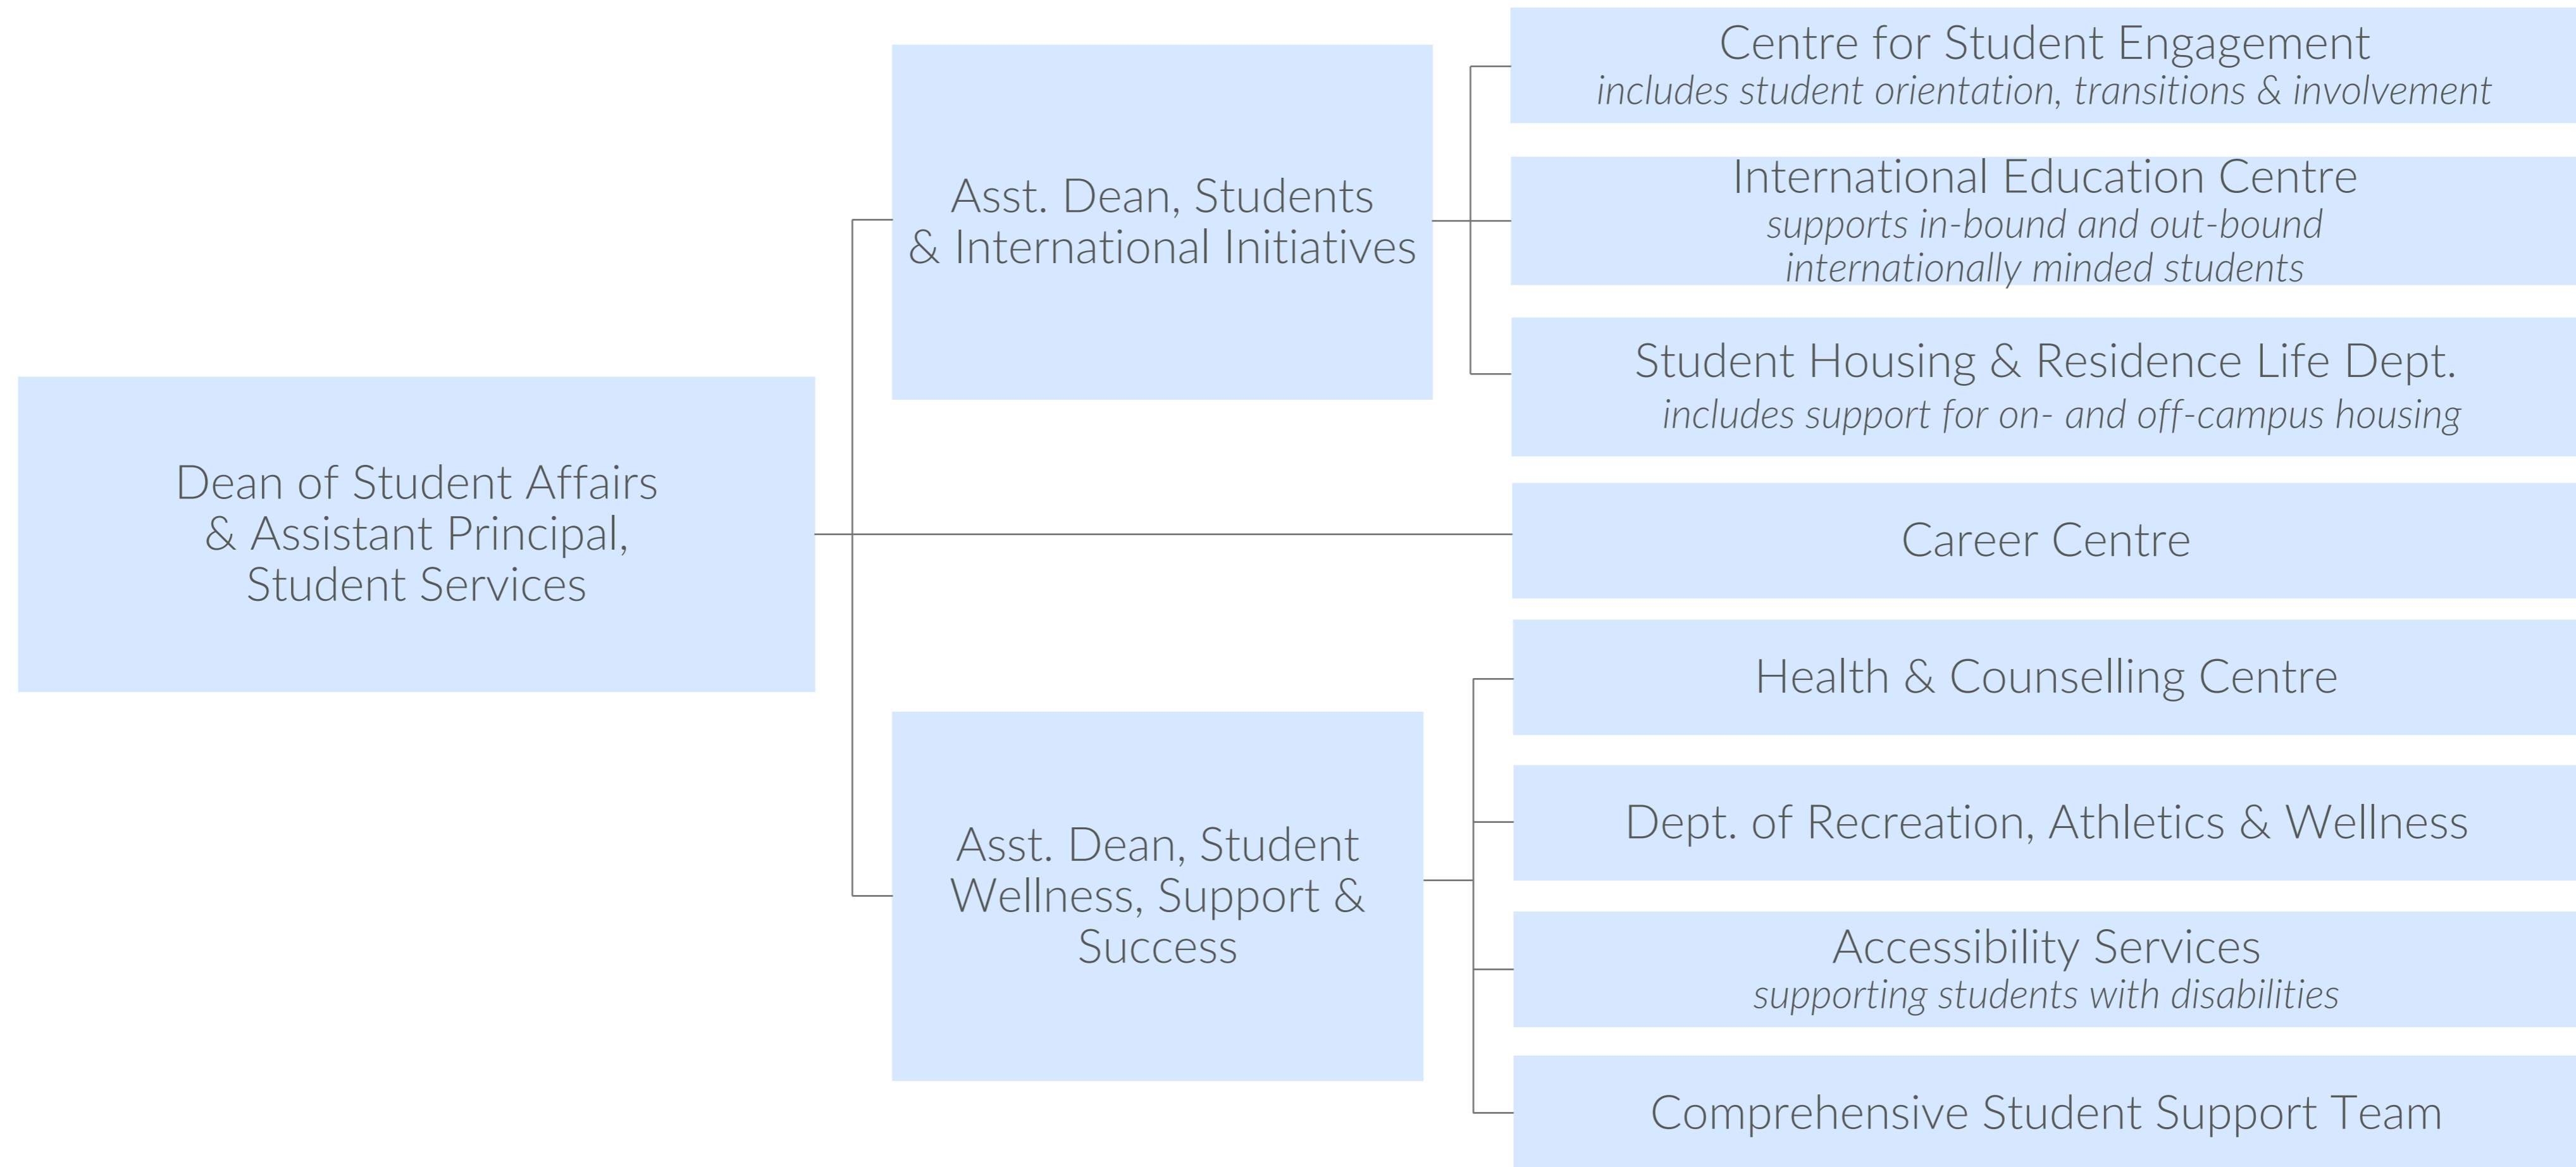 Dean of Student Affairs
& Assistant Principal,
Student Services
Asst. Dean, Students
& International Initiatives
Centre for Student Engagement
includes student orientation, transitions & involvement
International Education Centre
supports in-bound and out-bound
internationally minded students
Student Housing & Residence Life Dept.
includes support for on- and off-campus housing
Career Centre
Asst. Dean, Student
Wellness, Support &
Success
Health & Counselling Centre
Dept. of Recreation, Athletics & Wellness
Accessibility Services
supporting students with disabilities
Comprehensive Student Support Team